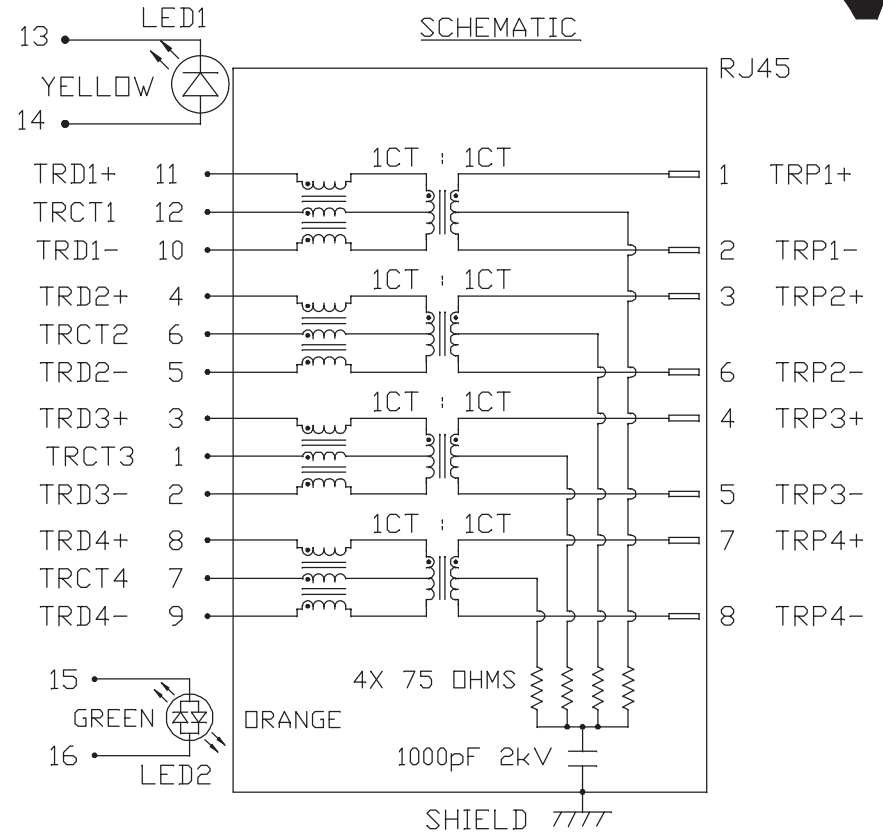 SCHEMATIC
LED1
13
YELLOW
14
RJ45
1CT : 1CT
TRD1+ 11
1 TRP1+
TRCT1 12
TRD1- 10
2 TRP1-
1CT : 1CT
TRD2+ 4
3 TRP2+
TRCT2 6
TRD2- 5
6 TRP2-
1CT : 1CT
TRD3+ 3
4 TRP3+
TRCT3 1
TRD3- 2
5 TRP3-
1CT : 1CT
TRD4+ 8
7 TRP4+
TRCT4 7
TRD4- 9
8 TRP4-
15
4X 75 OHMS
GREEN
ORANGE
16
LED2
1000pF 2kV
SHIELD